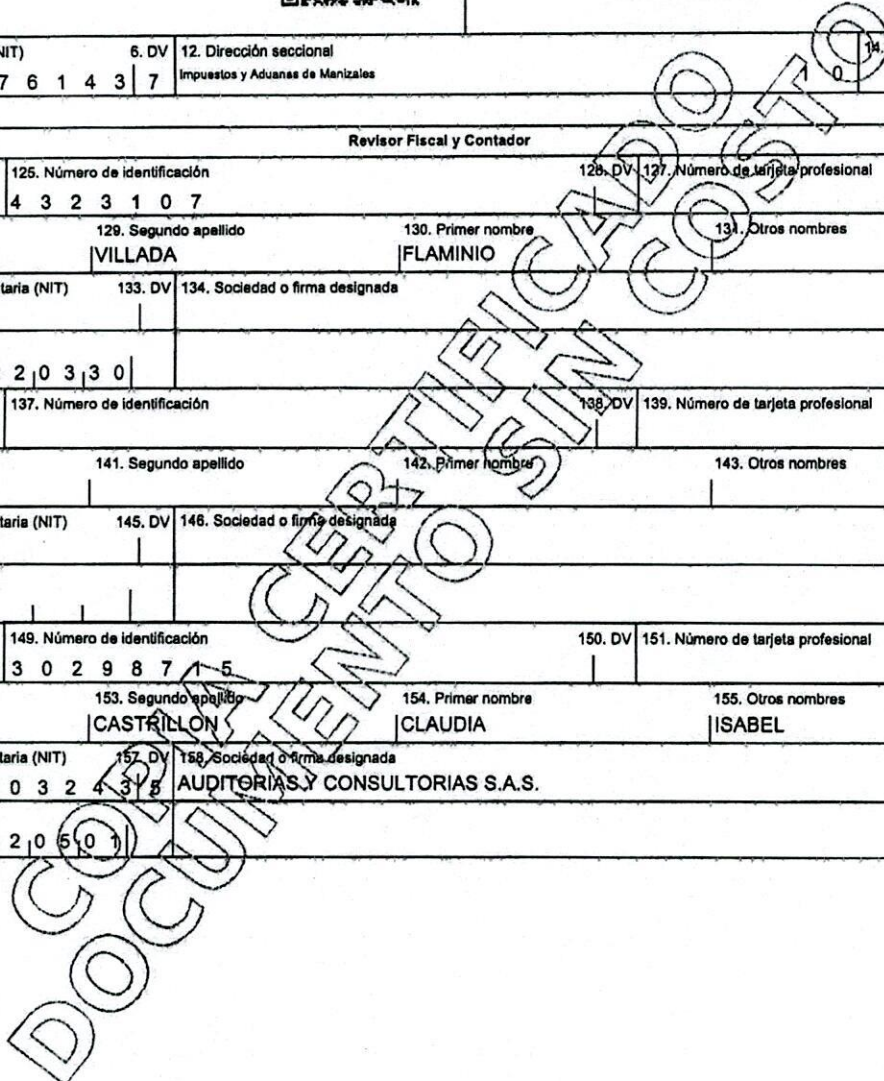 NIT) 6. DV 12. Dirección seccional 14.
7 6 1 4 3 7 Impuestos y Aduanas de Manizales 1 0
Revisor Fiscal y Contador
125. Número de identificación 126. DV 127. Número de tarjeta profesional
4 3 2 3 1 0 7
129. Segundo apellido 130. Primer nombre 131. Otros nombres
VILLADA FLAMINIO
taria (NIT) 133. DV 134. Sociedad o firma designada
2 0 3 3 0
137. Número de identificación 138. DV 139. Número de tarjeta profesional
141. Segundo apellido 142. Primer nombre 143. Otros nombres
taria (NIT) 145. DV 146. Sociedad o firma designada
149. Número de identificación 150. DV 151. Número de tarjeta profesional
3 0 2 9 8 7 1 5
153. Segundo apellido 154. Primer nombre 155. Otros nombres
CASTRILLON CLAUDIA ISABEL
taria (NIT) 157. DV 158. Sociedad o firma designada
0 3 2 4 3 5 AUDITORIAS Y CONSULTORIAS S.A.S.
2 0 5 0 1
COPIA CERTIFICADO
DOCUMENTO SIN COSTO